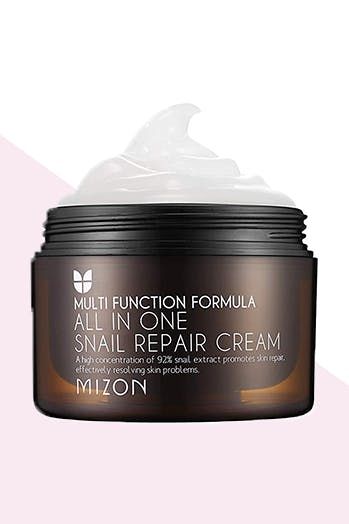 MULTI FUNCTION FORMULA
ALL IN ONE
SNAIL REPAIR CREAM
A high concentration of 92% snail extract promotes skin repair,
effectively resolving skin problems.
MIZON